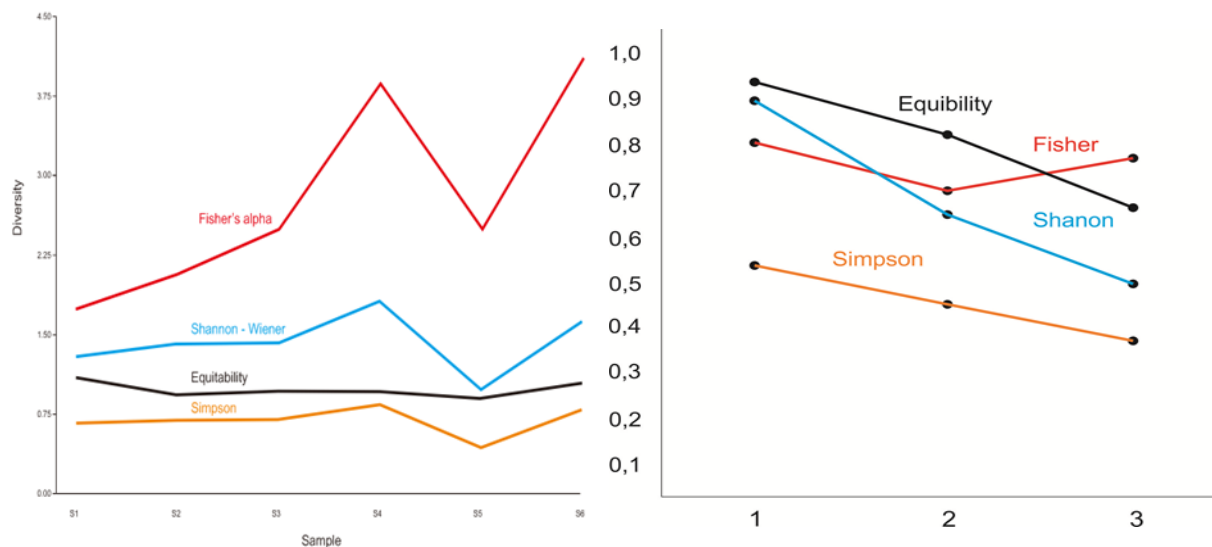 4.50
3.75
3.00
2.25
1.50
0.75
0.00
Diversity
Fisher's alpha
Shannon - Wiener
Equitability
Simpson
S1 S2 S3 S4 S5 S6
Sample
1,0
0,9
0,8
0,7
0,6
0,5
0,4
0,3
0,2
0,1
Equibility
Fisher
Shanon
Simpson
1 2 3